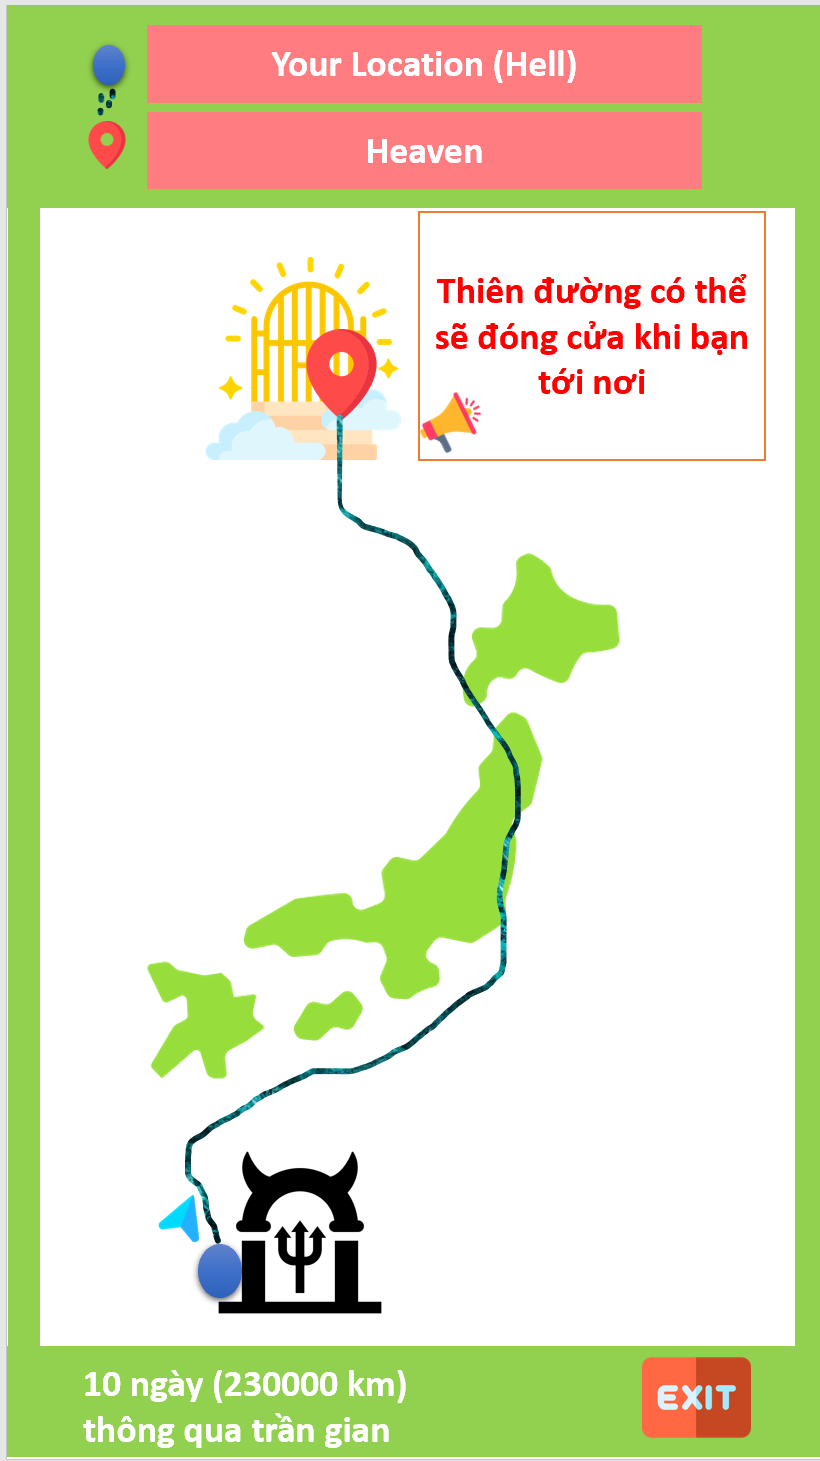 Your Location (Hell)
Heaven
Thiên đường có thể
sẽ đóng cửa khi bạn
tới nơi
10 ngày (230000 km)
thông qua trần gian
EXIT